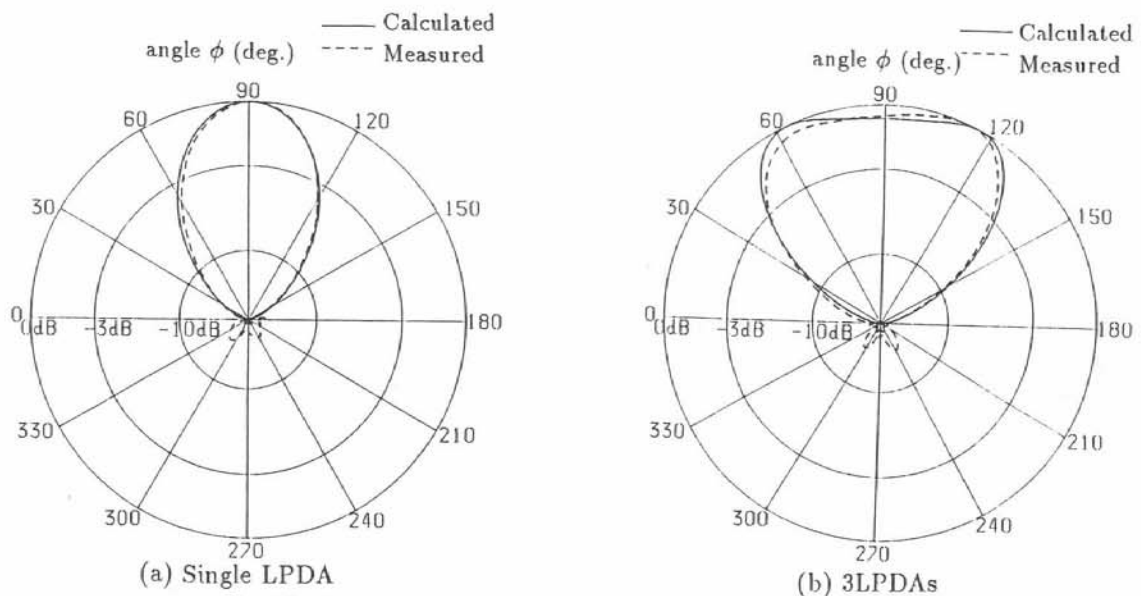 Calculated
Measured
angle ϕ (deg.)
90
60
120
30
150
0
0dB
−3dB
−10dB
180
330
210
300
240
270
(a) Single LPDA
Calculated
Measured
angle ϕ (deg.)
90
60
120
30
150
0
0dB
−3dB
−10dB
180
330
210
300
240
270
(b) 3LPDAs